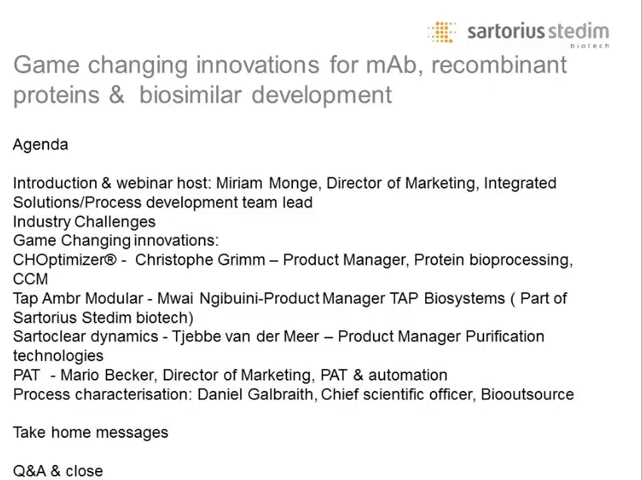 sartorius stedim
biotech
Game changing innovations for mAb, recombinant
proteins & biosimilar development
Agenda
Introduction & webinar host: Miriam Monge, Director of Marketing, Integrated
Solutions/Process development team lead
Industry Challenges
Game Changing innovations:
CHOptimizer® - Christophe Grimm – Product Manager, Protein bioprocessing,
CCM
Tap Ambr Modular - Mwai Ngibuini-Product Manager TAP Biosystems ( Part of
Sartorius Stedim biotech)
Sartoclear dynamics - Tjebbe van der Meer – Product Manager Purification
technologies
PAT - Mario Becker, Director of Marketing, PAT & automation
Process characterisation: Daniel Galbraith, Chief scientific officer, Biooutsource
Take home messages
Q&A & close